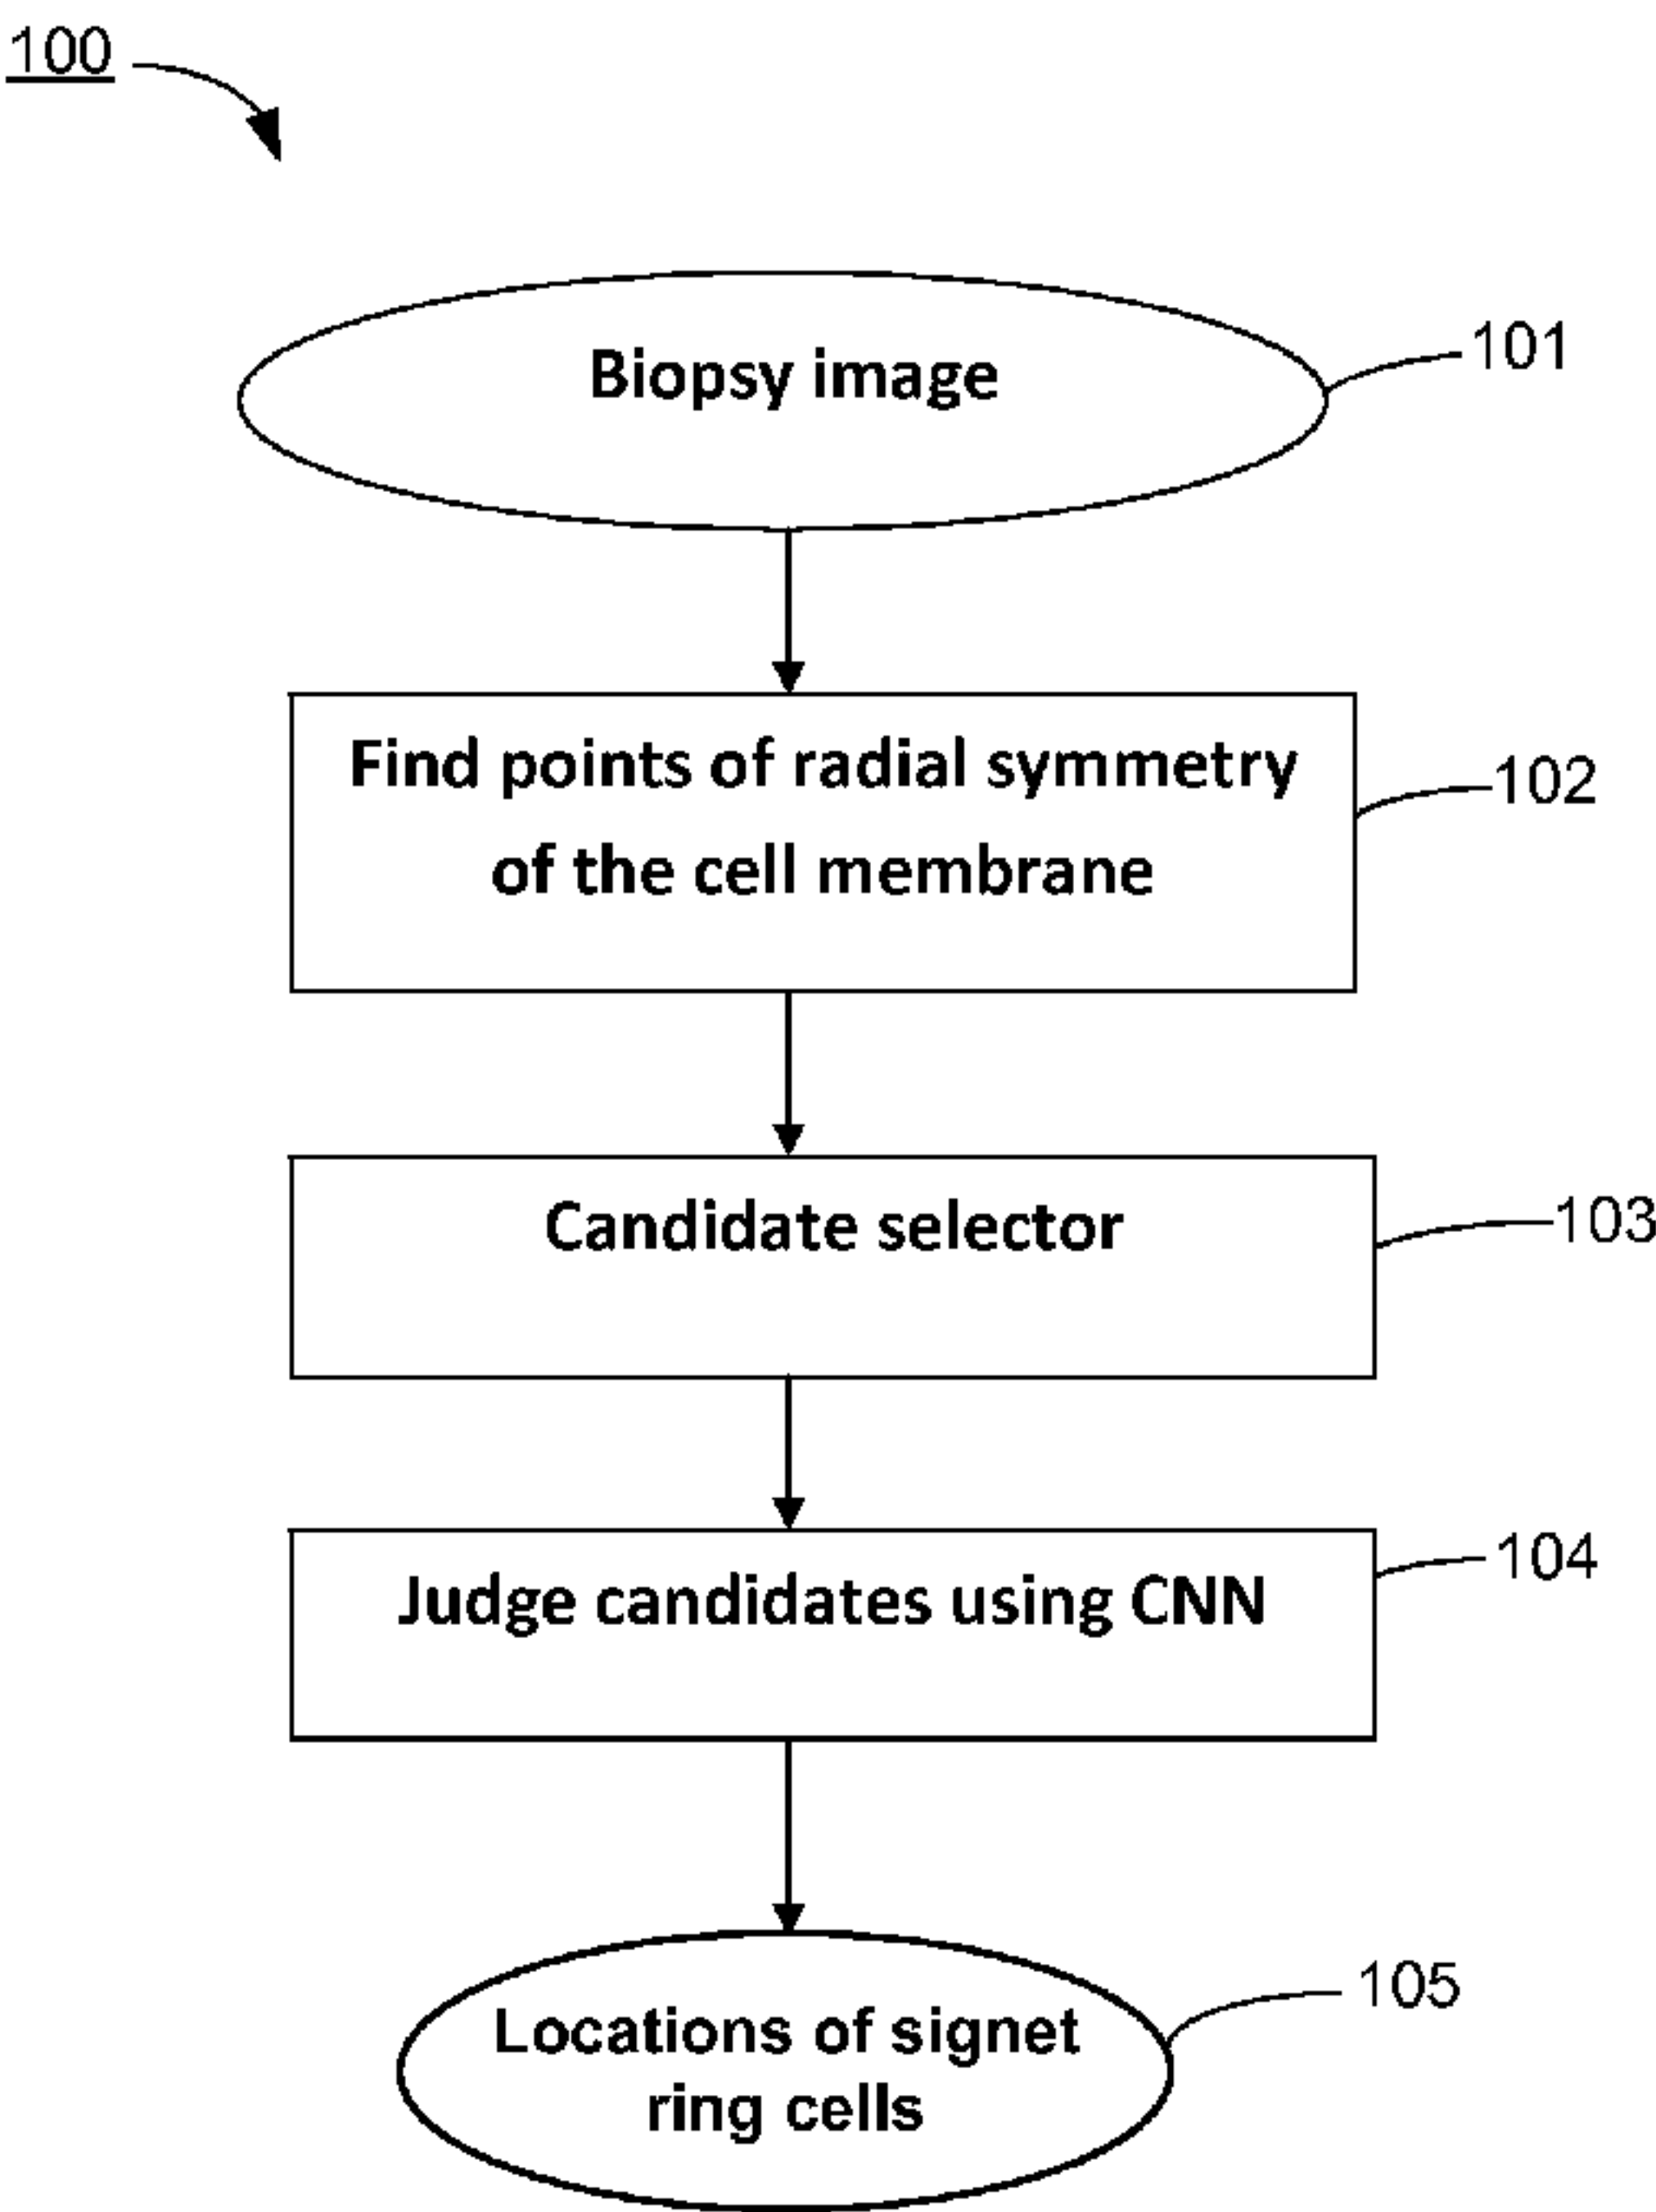 100
Biopsy image
101
Find points of radial symmetry
of the cell membrane
102
Candidate selector
103
Judge candidates using CNN
104
Locations of signet
ring cells
105